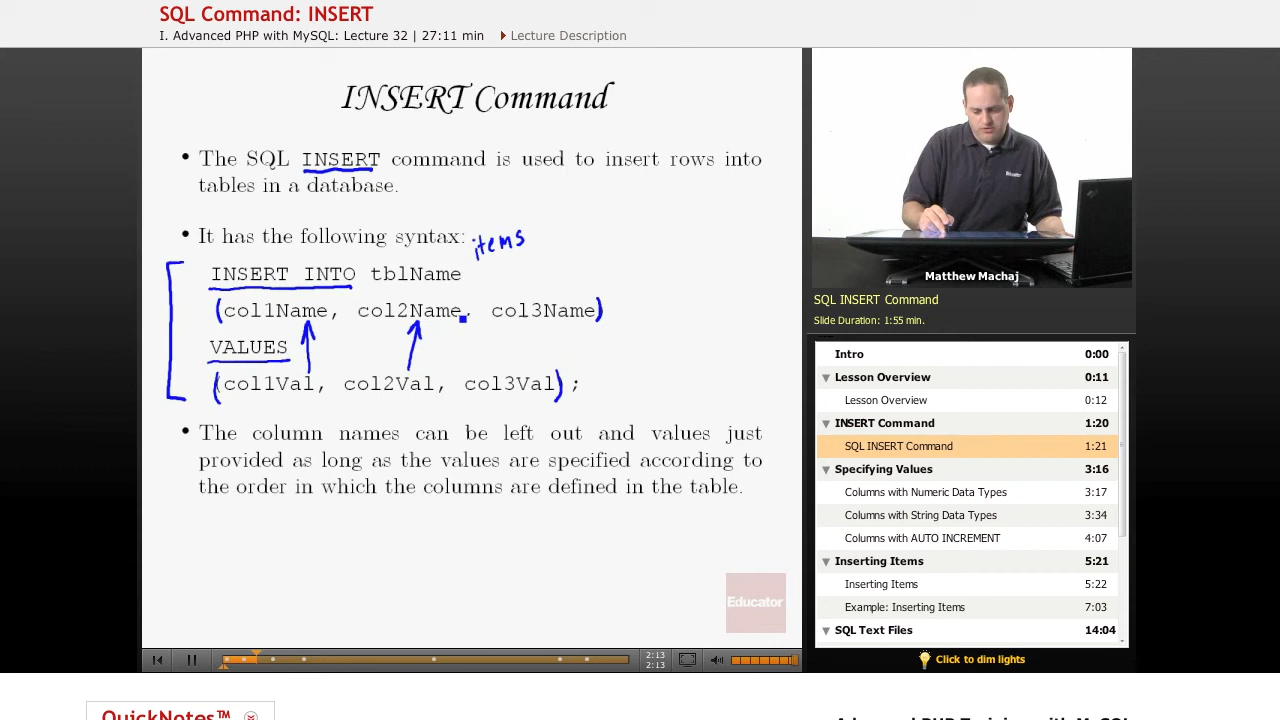 SQL Command: INSERT
I. Advanced PHP with MySQL: Lecture 32 | 27:11 min
Lecture Description
INSERT Command
• The SQL INSERT command is used to insert rows into
tables in a database.
• It has the following syntax:
items
INSERT INTO tblName
(col1Name, col2Name, col3Name)
VALUES
(col1Val, col2Val, col3Val);
• The column names can be left out and values just
provided as long as the values are specified according to
the order in which the columns are defined in the table.
Educator
2:13
2:13
Educator
Matthew Machaj
SQL INSERT Command
Slide Duration: 1:55 min.
Intro 0:00
Lesson Overview 0:11
Lesson Overview 0:12
INSERT Command 1:20
SQL INSERT Command 1:21
Specifying Values 3:16
Columns with Numeric Data Types 3:17
Columns with String Data Types 3:34
Columns with AUTO INCREMENT 4:07
Inserting Items 5:21
Inserting Items 5:22
Example: Inserting Items 7:03
SQL Text Files 14:04
Click to dim lights
QuickNotes™
Advanced PHP Training with MySQL